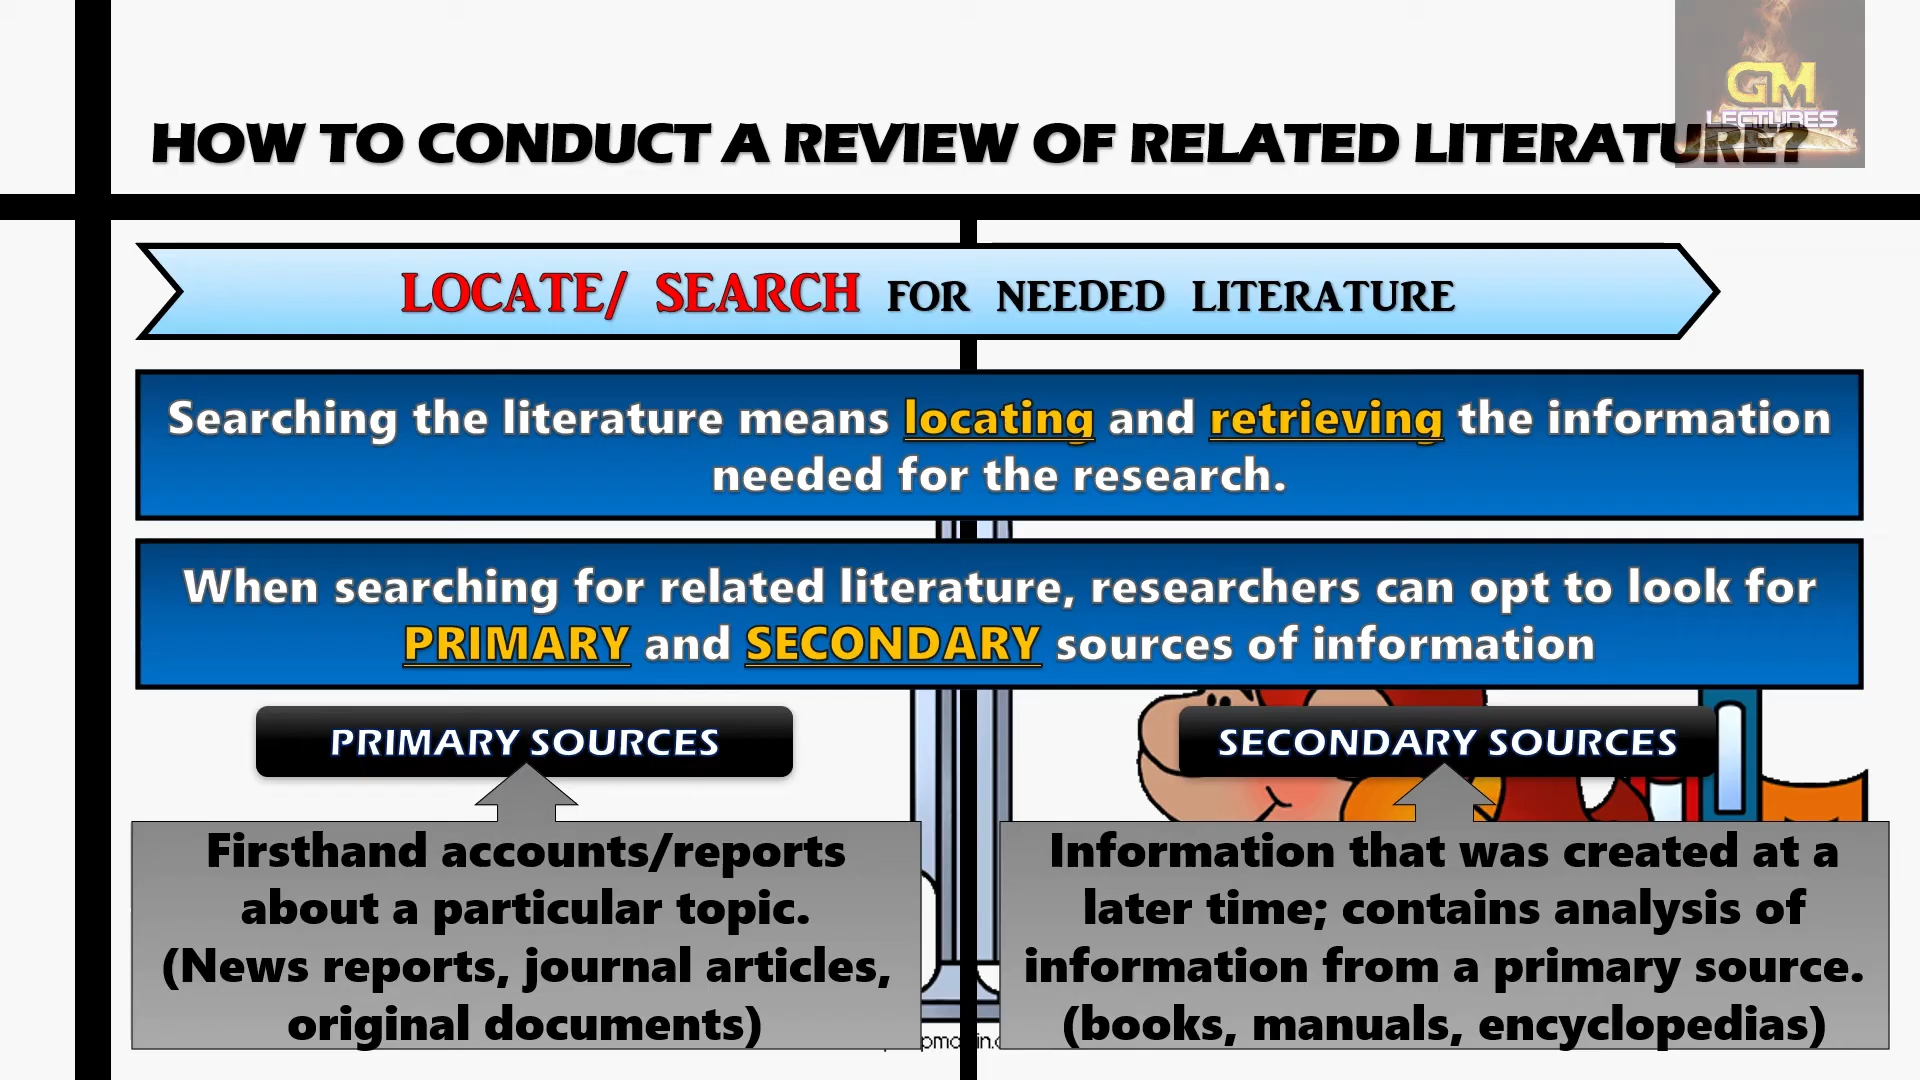 GM
LECTURES
HOW TO CONDUCT A REVIEW OF RELATED LITERATURE?
LOCATE/ SEARCH FOR NEEDED LITERATURE
Searching the literature means locating and retrieving the information
needed for the research.
When searching for related literature, researchers can opt to look for
PRIMARY and SECONDARY sources of information
PRIMARY SOURCES
Firsthand accounts/reports
about a particular topic.
(News reports, journal articles,
original documents)
SECONDARY SOURCES
Information that was created at a
later time; contains analysis of
information from a primary source.
(books, manuals, encyclopedias)